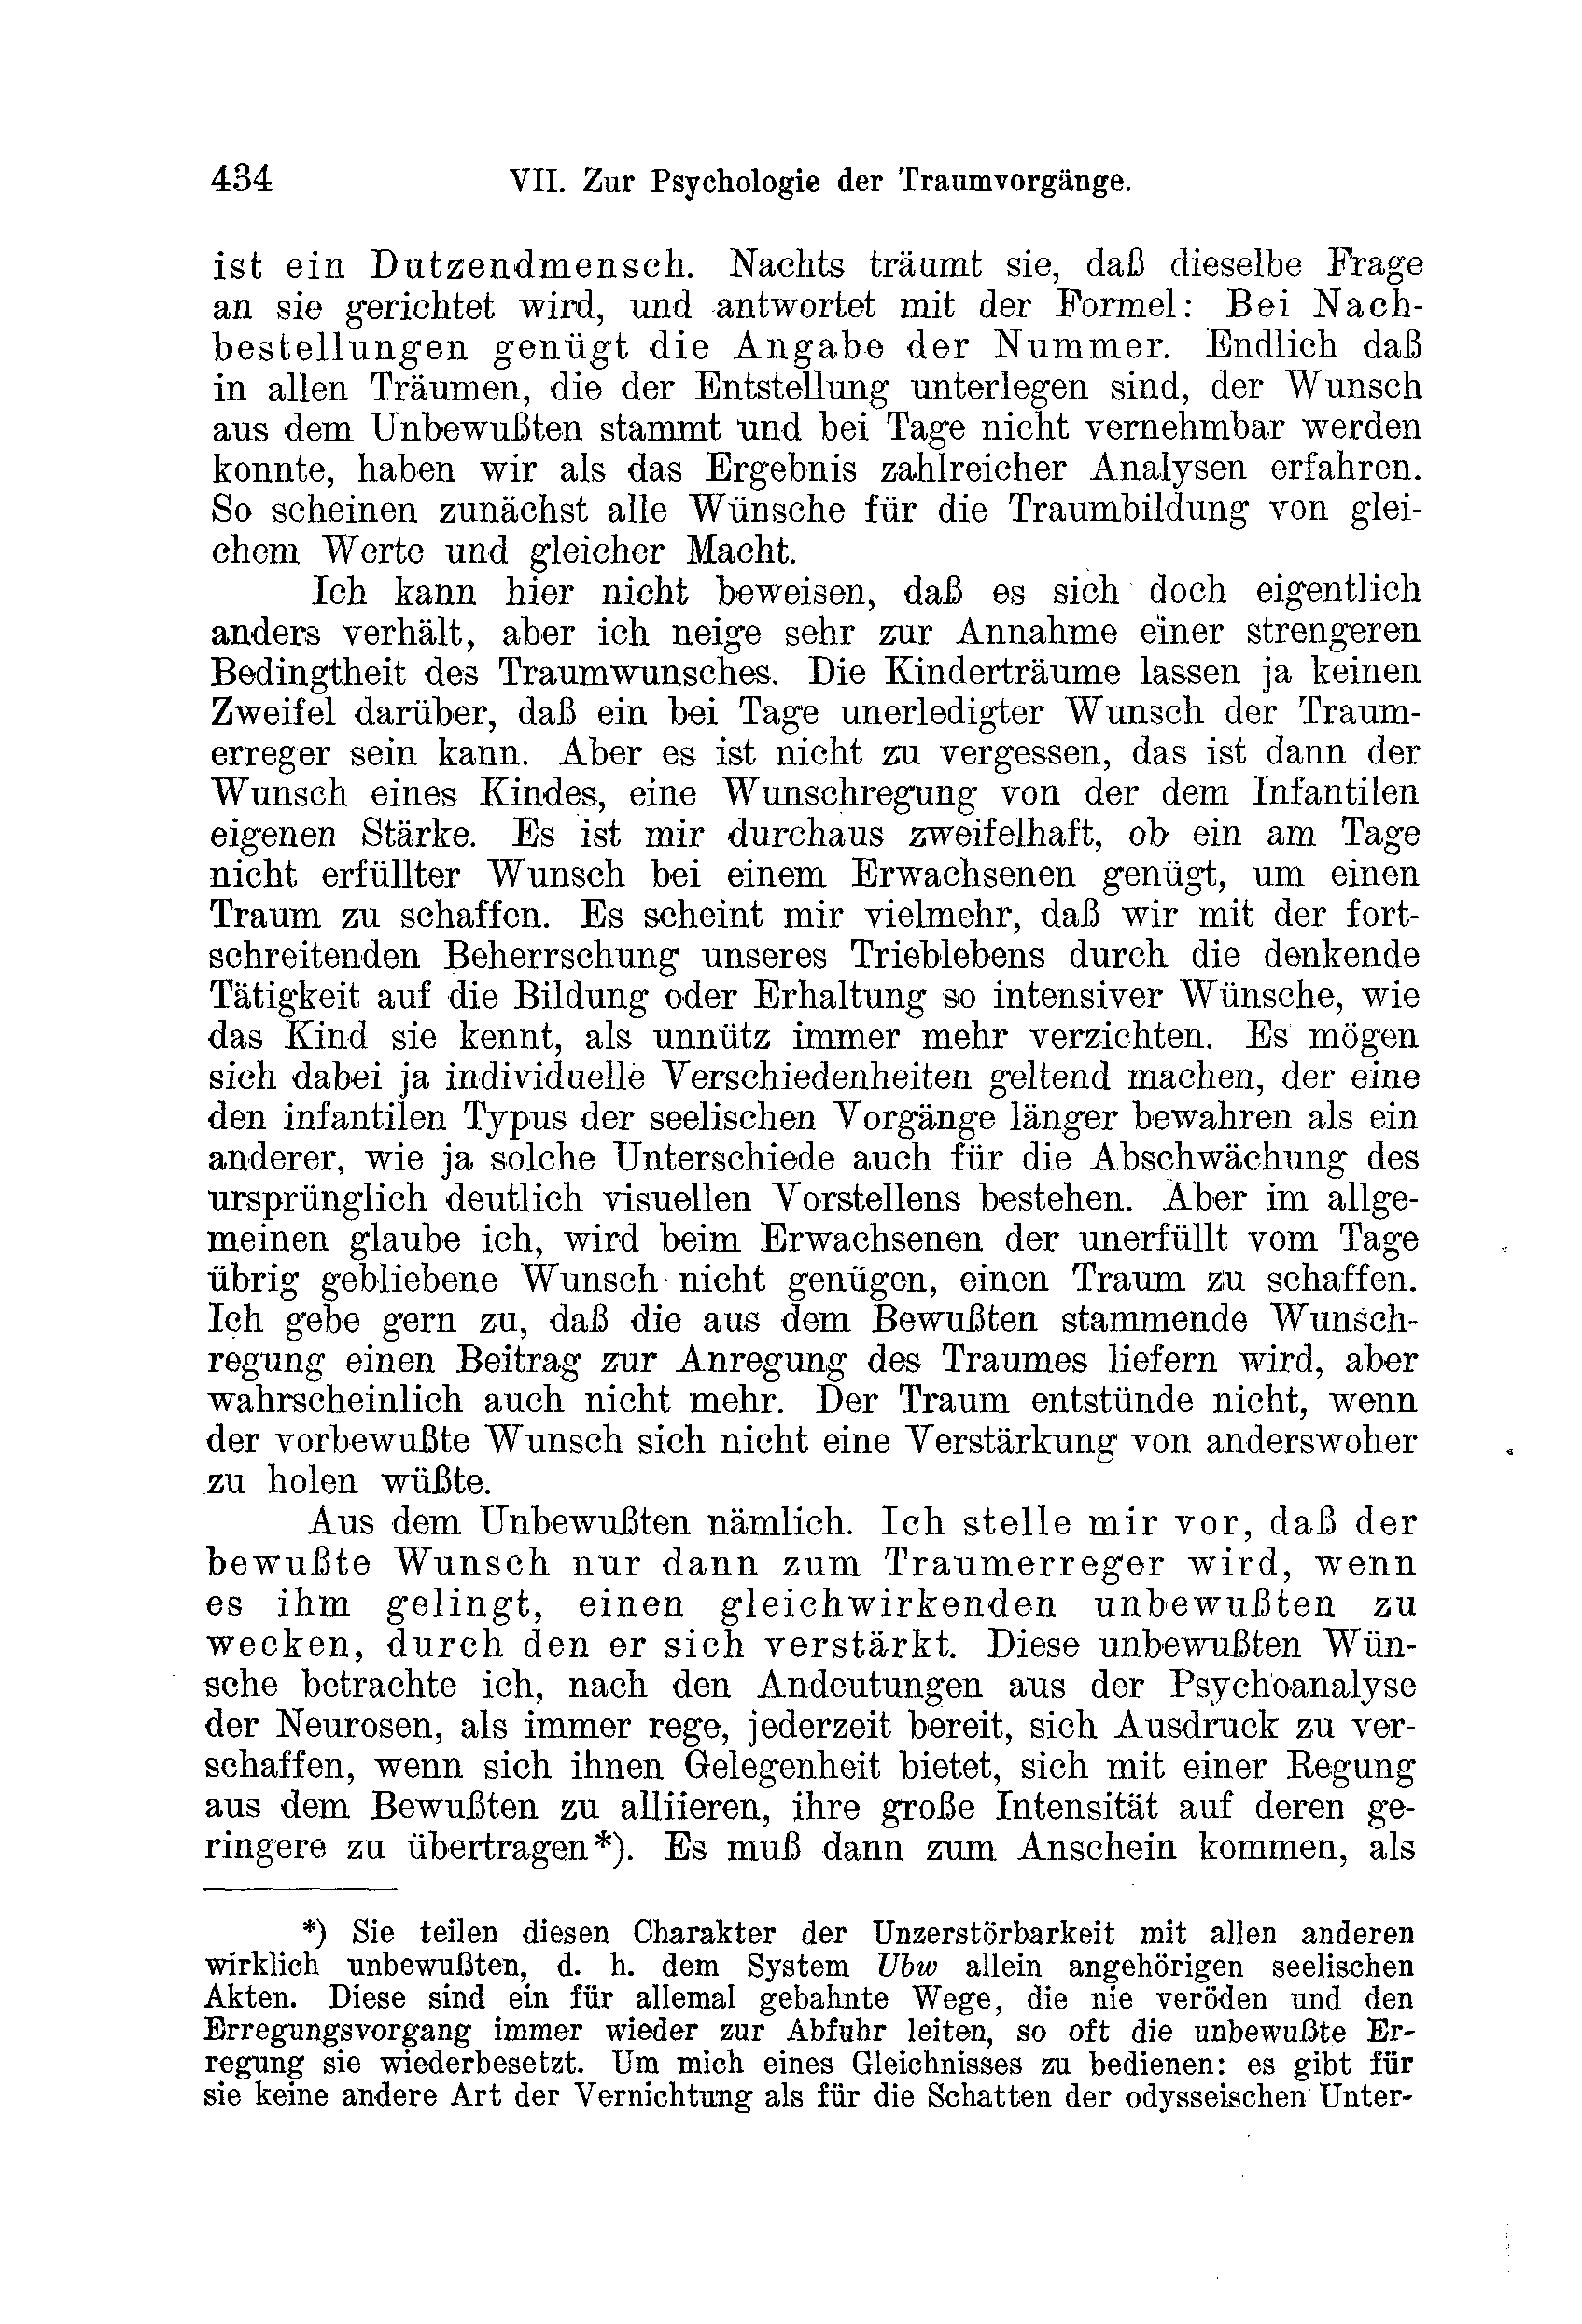 434 VII. Zur Psychologie der Traumvorgänge.
ist ein Dutzendmensch. Nachts träumt sie, daß dieselbe Frage
an sie gerichtet wird, und antwortet mit der Formel: Bei Nach-
bestellungen genügt die Angabe der Nummer. Endlich daß
in allen Träumen, die der Entstellung unterlegen sind, der Wunsch
aus dem Unbewußten stammt und bei Tage nicht vernehmbar werden
konnte, haben wir als das Ergebnis zahlreicher Analysen erfahren.
So scheinen zunächst alle Wünsche für die Traumbildung von glei-
chem Werte und gleicher Macht.
Ich kann hier nicht beweisen, daß es sich doch eigentlich
anders verhält, aber ich neige sehr zur Annahme einer strengeren
Bedingtheit des Traumwunsches. Die Kinderträume lassen ja keinen
Zweifel darüber, daß ein bei Tage unerledigter Wunsch der Traum-
erreger sein kann. Aber es ist nicht zu vergessen, das ist dann der
Wunsch eines Kindes, eine Wunschregung von der dem Infantilen
eigenen Stärke. Es ist mir durchaus zweifelhaft, ob ein am Tage
nicht erfüllter Wunsch bei einem Erwachsenen genügt, um einen
Traum zu schaffen. Es scheint mir vielmehr, daß wir mit der fort-
schreitenden Beherrschung unseres Trieblebens durch die denkende
Tätigkeit auf die Bildung oder Erhaltung so intensiver Wünsche, wie
das Kind sie kennt, als unnütz immer mehr verzichten. Es mögen
sich dabei ja individuelle Verschiedenheiten geltend machen, der eine
den infantilen Typus der seelischen Vorgänge länger bewahren als ein
anderer, wie ja solche Unterschiede auch für die Abschwächung des
ursprünglich deutlich visuellen Vorstellens bestehen. Aber im allge-
meinen glaube ich, wird beim Erwachsenen der unerfüllt vom Tage
übrig gebliebene Wunsch nicht genügen, einen Traum zu schaffen.
Ich gebe gern zu, daß die aus dem Bewußten stammende Wunsch-
regung einen Beitrag zur Anregung des Traumes liefern wird, aber
wahrscheinlich auch nicht mehr. Der Traum entstünde nicht, wenn
der vorbewußte Wunsch sich nicht eine Verstärkung von anderswoher
zu holen wüßte.
Aus dem Unbewußten nämlich. Ich stelle mir vor, daß der
bewußte Wunsch nur dann zum Traumerreger wird, wenn
es ihm gelingt, einen gleichwirkenden unbewußten zu
wecken, durch den er sich verstärkt. Diese unbewußten Wün-
sche betrachte ich, nach den Andeutungen aus der Psychoanalyse
der Neurosen, als immer rege, jederzeit bereit, sich Ausdruck zu ver-
schaffen, wenn sich ihnen Gelegenheit bietet, sich mit einer Regung
aus dem Bewußten zu alliieren, ihre große Intensität auf deren ge-
ringere zu übertragen*). Es muß dann zum Anschein kommen, als
*) Sie teilen diesen Charakter der Unzerstörbarkeit mit allen anderen
wirklich unbewußten, d. h. dem System Ubw allein angehörigen seelischen
Akten. Diese sind ein für allemal gebahnte Wege, die nie veröden und den
Erregungsvorgang immer wieder zur Abfuhr leiten, so oft die unbewußte Er-
regung sie wiederbesetzt. Um mich eines Gleichnisses zu bedienen: es gibt für
sie keine andere Art der Vernichtung als für die Schatten der odysseischen Unter-